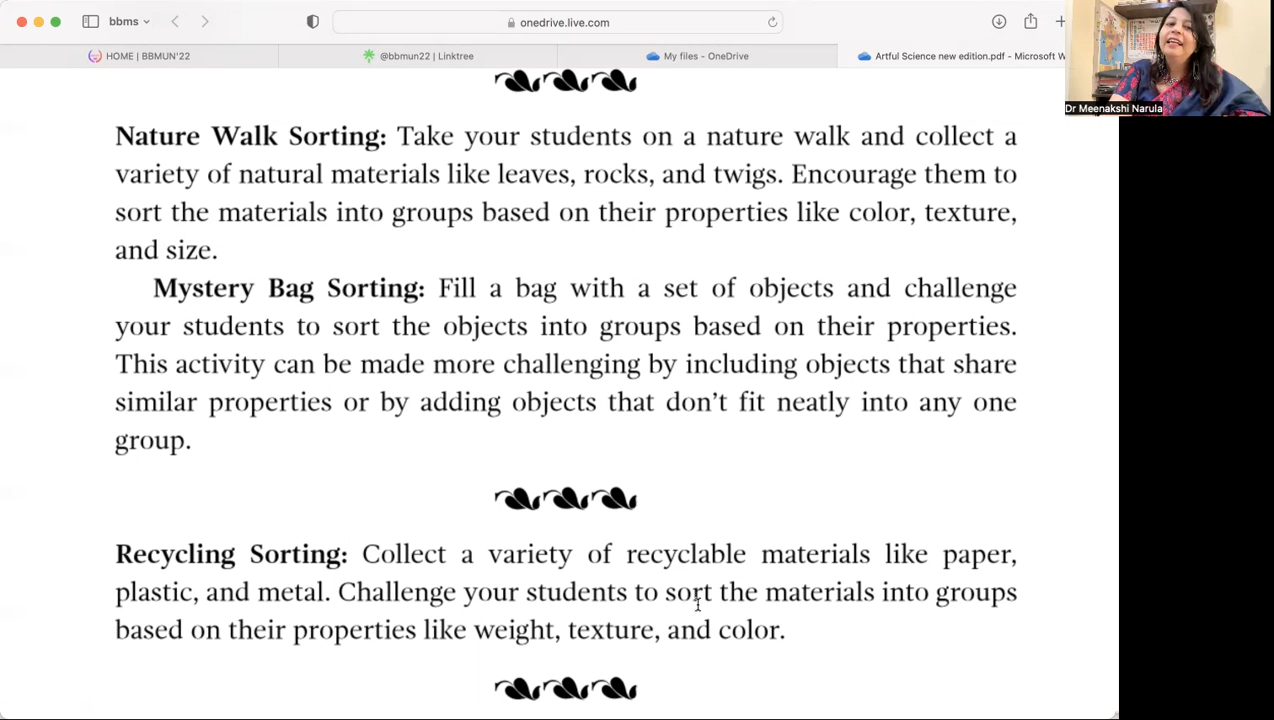 bbms
onedrive.live.com
HOME | BBMUN'22
@bbmun22 | Linktree
My files - OneDrive
Artful Science new edition.pdf - Microsoft W
Dr Meenakshi Narula
Nature Walk Sorting: Take your students on a nature walk and collect a
variety of natural materials like leaves, rocks, and twigs. Encourage them to
sort the materials into groups based on their properties like color, texture,
and size.
Mystery Bag Sorting: Fill a bag with a set of objects and challenge
your students to sort the objects into groups based on their properties.
This activity can be made more challenging by including objects that share
similar properties or by adding objects that don't fit neatly into any one
group.
Recycling Sorting: Collect a variety of recyclable materials like paper,
plastic, and metal. Challenge your students to sort the materials into groups
based on their properties like weight, texture, and color.